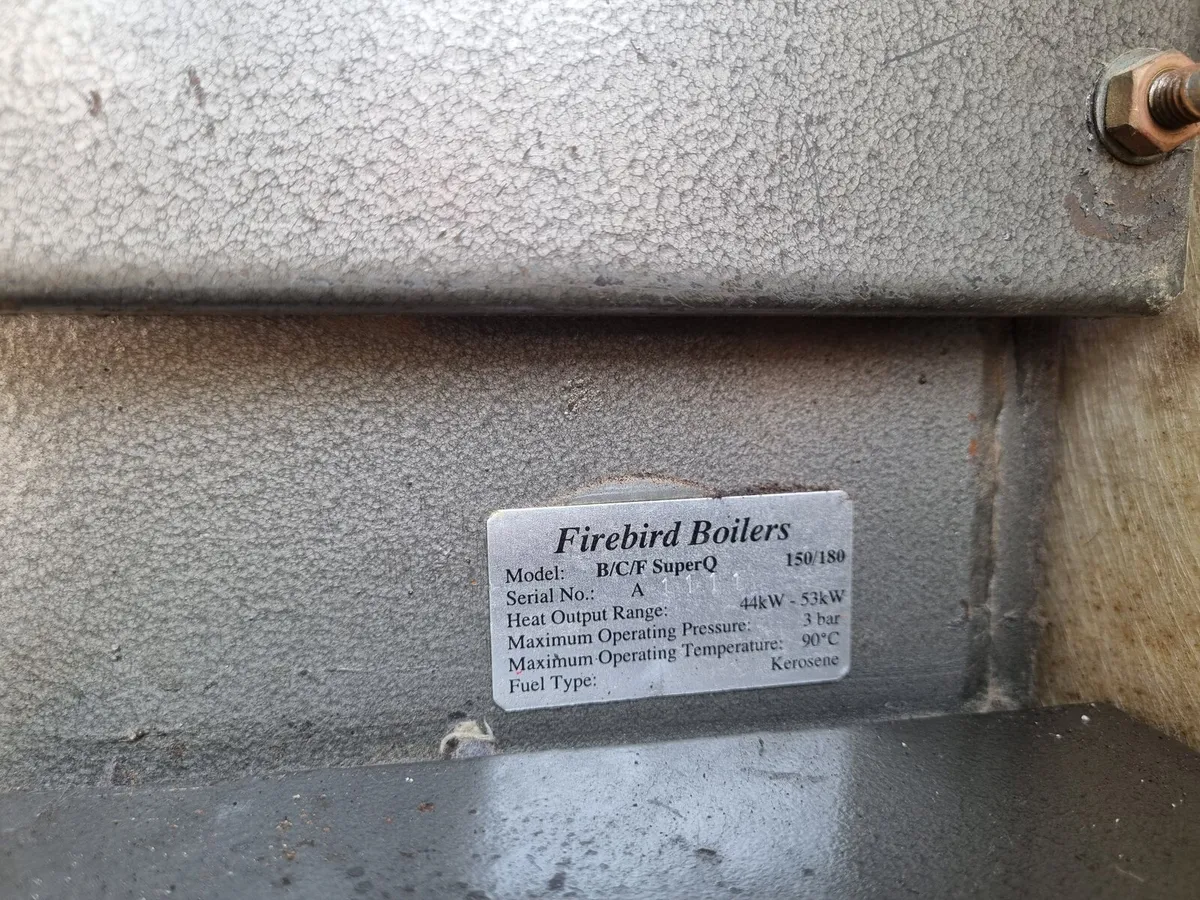 Firebird Boilers
Model: B/C/F SuperQ 150/180
Serial No.: A
Heat Output Range: 44kW - 53kW
Maximum Operating Pressure: 3 bar
Maximum Operating Temperature: 90°C
Fuel Type: Kerosene